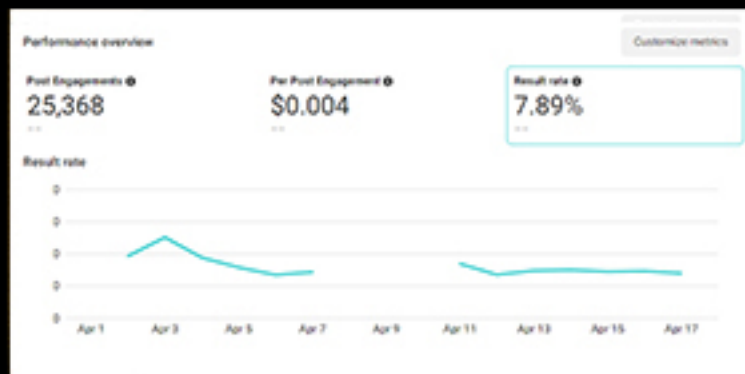 Performance overview
Customize metrics
Post Engagements
Per Post Engagement
Result rate
25,368
$0.004
7.89%
--
--
--
Result rate
0
0
0
0
0
Apr 1
Apr 3
Apr 5
Apr 7
Apr 9
Apr 11
Apr 13
Apr 15
Apr 17